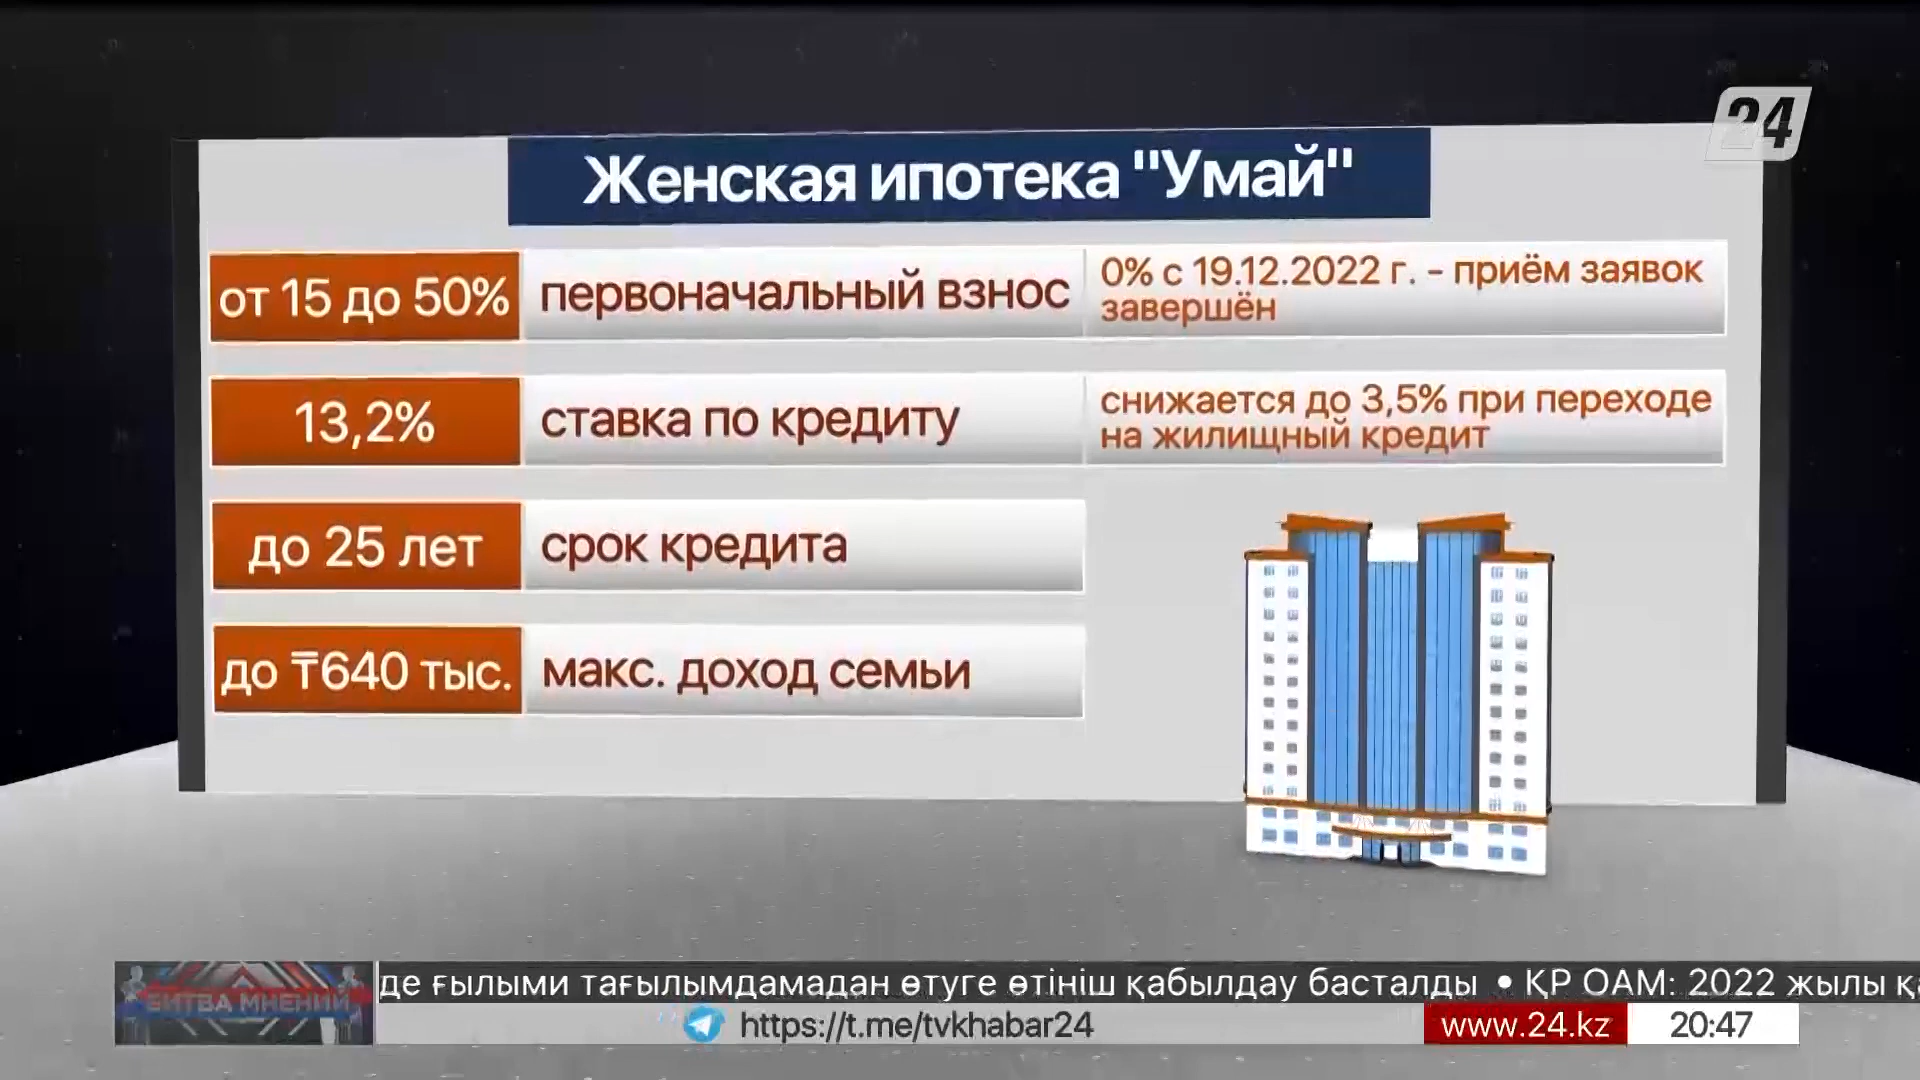 24
Женская ипотека "Умай"
от 15 до 50%
первоначальный взнос
0% с 19.12.2022 г. - приём заявок
завершён
13,2%
ставка по кредиту
снижается до 3,5% при переходе
на жилищный кредит
до 25 лет
срок кредита
до ₸640 тыс.
макс. доход семьи
БИТВА МНЕНИЙ
де ғылыми тағылымдамадан өтуге өтініш қабылдау басталды • ҚР ОАМ: 2022 жылы қа
https://t.me/tvkhabar24
www.24.kz
20:47